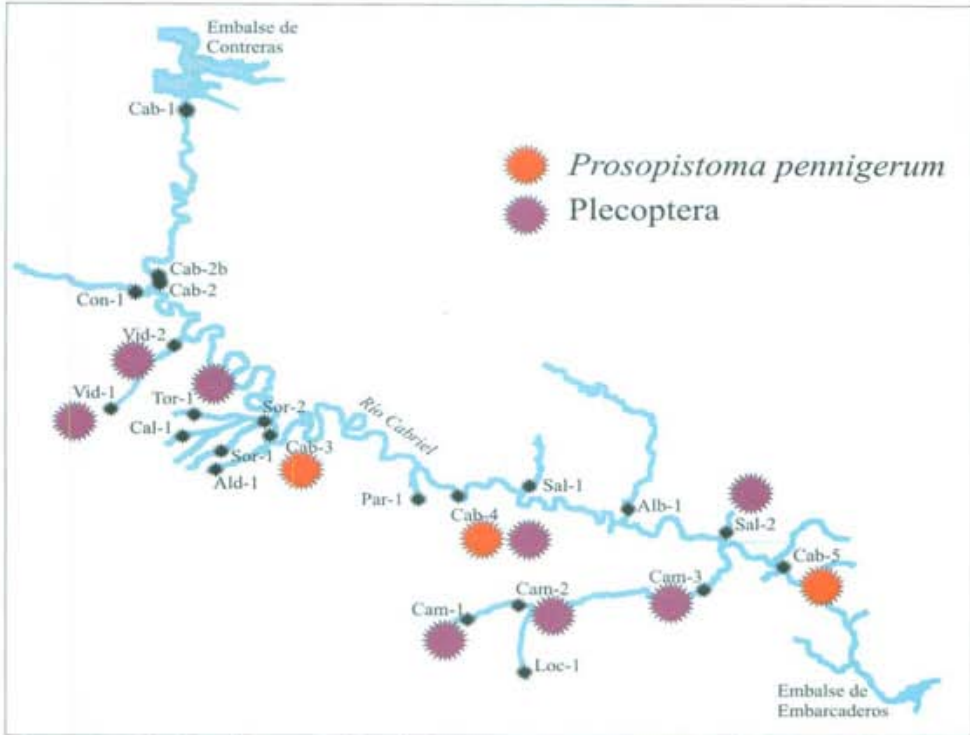 Embalse de
Contreras
Cab-1
Prosopistoma pennigerum
Plecoptera
Cab-2b
Cab-2
Con-1
Vid-2
Vid-1
Tor-1
Sor-2
Río Cabriel
Cal-1
Cab-3
Sor-1
Ald-1
Par-1
Sal-1
Cab-4
Alb-1
Sal-2
Cab-5
Cam-3
Cam-2
Cam-1
Loc-1
Embalse de
Embarcaderos